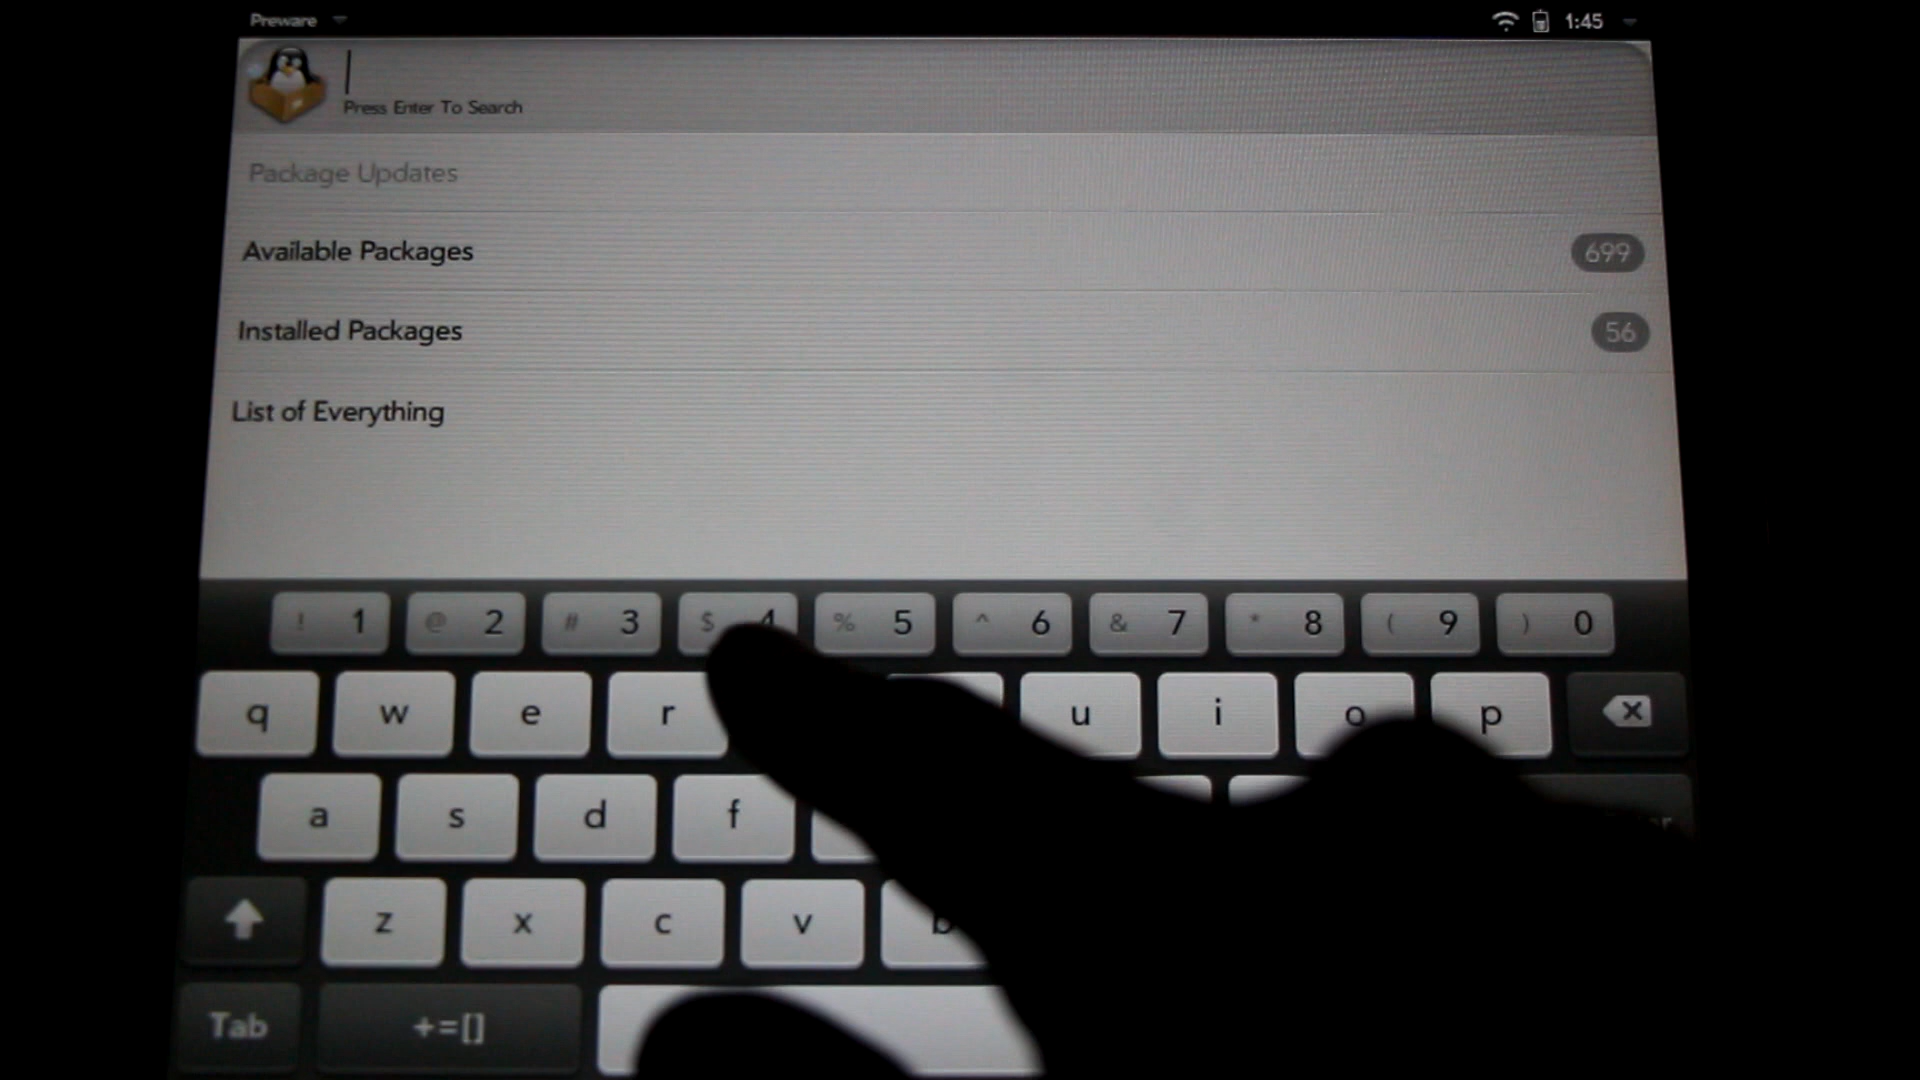 Preware
1:45
Press Enter To Search
Package Updates
Available Packages
699
Installed Packages
56
List of Everything
! 1 @ 2 # 3 $ 4 % 5 ^ 6 & 7 * 8 ( 9 ) 0
q w e r u i o p
a s d f
z x c v b
Tab +=[]